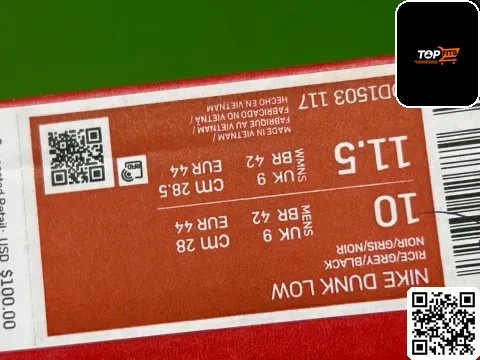 TOPFITS
NIKE DUNK LOW
RICE/GREY/BLACK
NOIR/GRIS/NOIR
10
MENS
UK 9
BR 42
CM 28
EUR 44
11.5
WMNS
UK 9
BR 42
CM 28.5
EUR 44
DD1503 117
MADE IN VIETNAM /
FABRIQUE AU VIETNAM /
FABRICADO NO VIETNÃ /
HECHO EN VIETNAM
Retail: USD $100.00